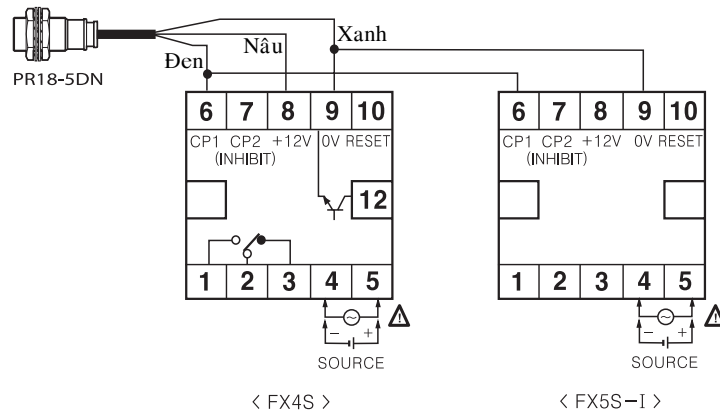 Xanh
Nâu
Đen
PR18-5DN
6 7 8 9 10
CP1 CP2 +12V 0V RESET
(INHIBIT)
12
1 2 3 4 5
- ~ +
SOURCE
< FX4S >
6 7 8 9 10
CP1 CP2 +12V 0V RESET
(INHIBIT)
1 2 3 4 5
- ~ +
SOURCE
< FX5S-I >